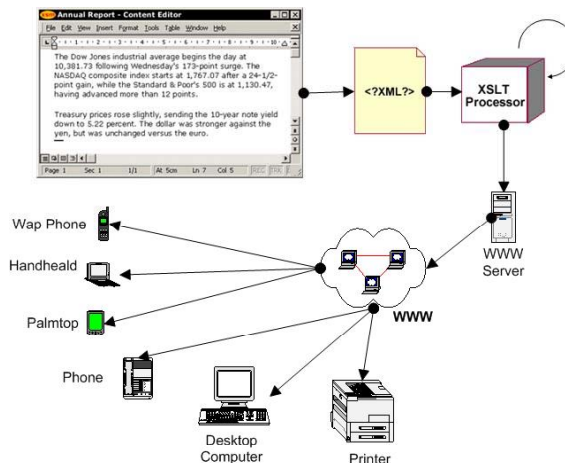 Annual Report - Content Editor
File Edit View Insert Format Tools Table Window Help
The Dow Jones industrial average begins the day at
10,381.73 following Wednesday's 173-point surge. The
NASDAQ composite index starts at 1,767.07 after a 24-1/2-
point gain, while the Standard & Poor's 500 is at 1,130.47,
having advanced more than 12 points.
Treasury prices rose slightly, sending the 10-year note yield
down to 5.22 percent. The dollar was stronger against the
yen, but was unchanged versus the euro.
Page 1 Sec 1 1/1 At 5cm Ln 7 Col 5 REC TRK
<?XML?>
XSLT
Processor
WWW
Server
WWW
Wap Phone
Handheald
Palmtop
Phone
Desktop
Computer
Printer